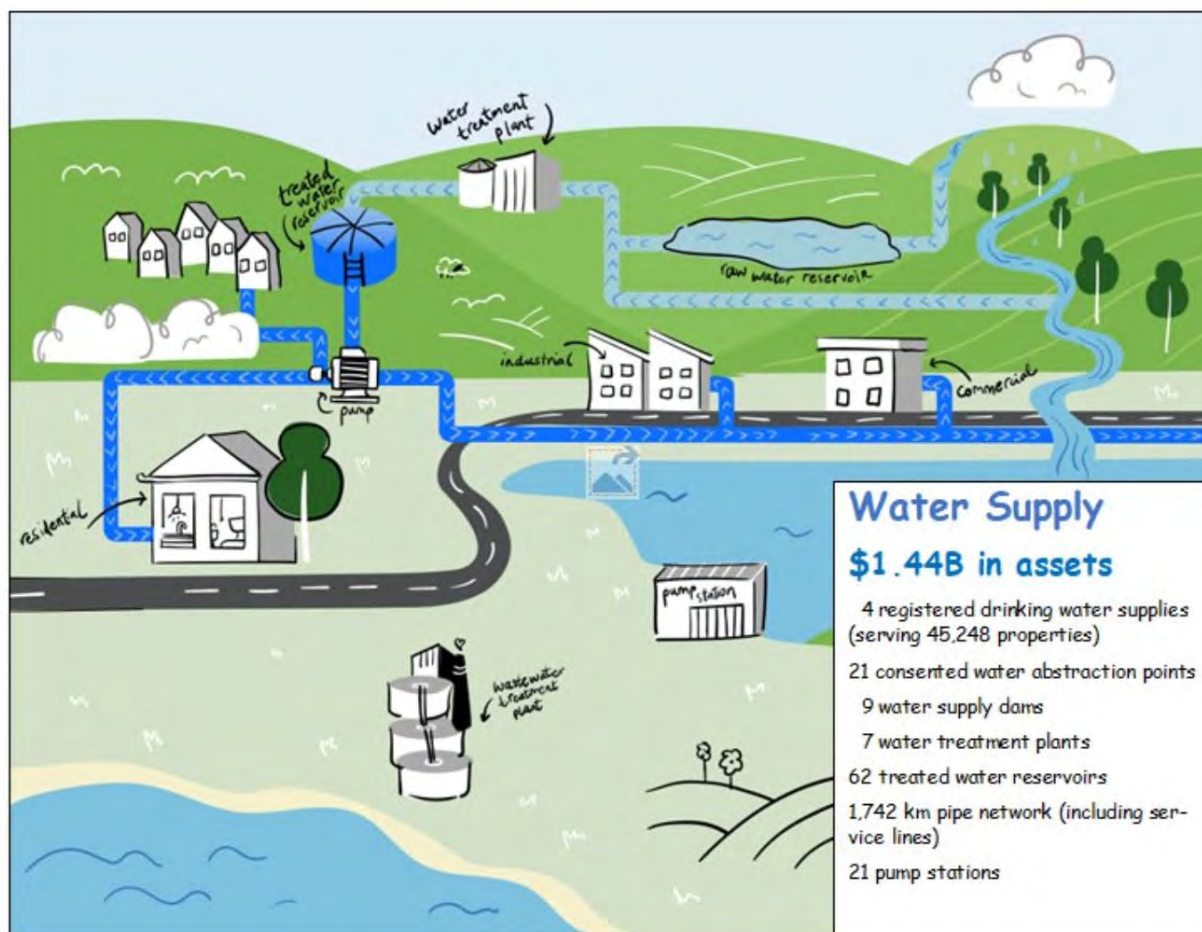 water
treatment
plant
treated
water
reservoir
raw water reservoir
industrial
commercial
pump
residental
pump station
wastewater
treatment
plant
Water Supply
$1.44B in assets
4 registered drinking water supplies
(serving 45,248 properties)
21 consented water abstraction points
9 water supply dams
7 water treatment plants
62 treated water reservoirs
1,742 km pipe network (including ser-
vice lines)
21 pump stations